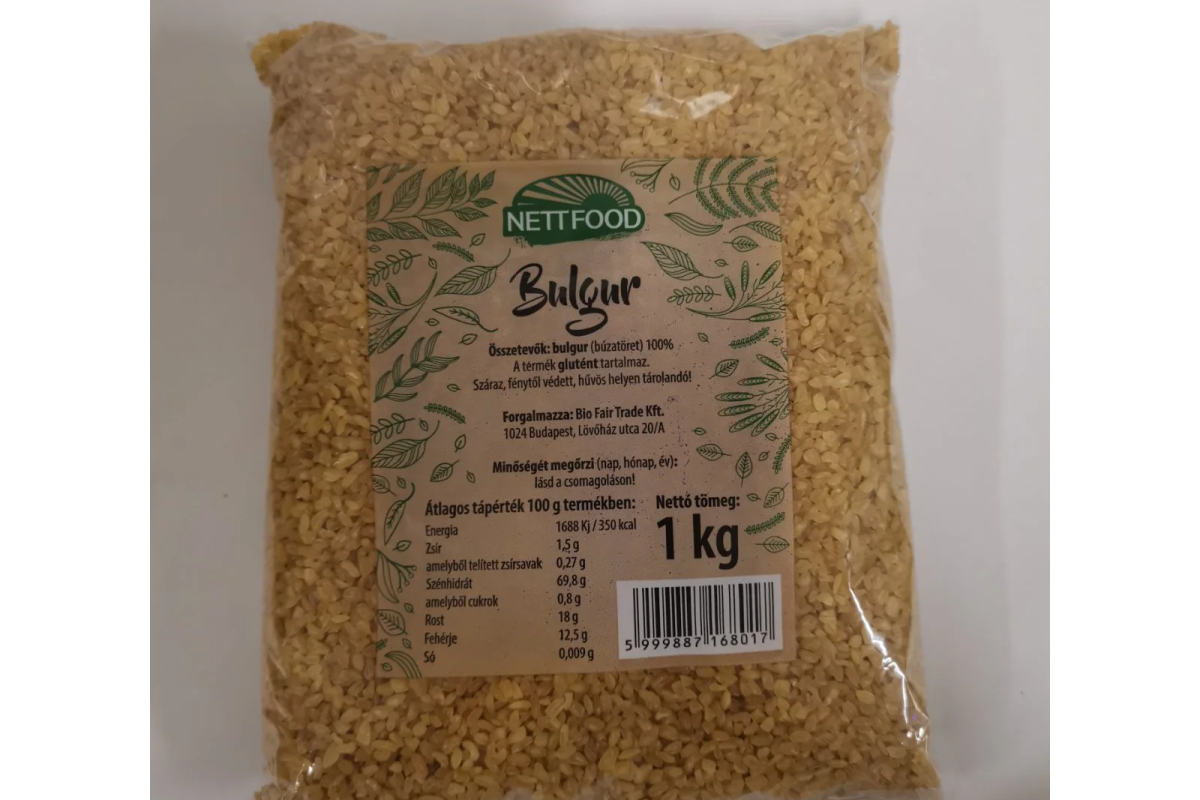 NETTFOOD
Bulgur
Összetevők: bulgur (búzatöret) 100%
A termék glutént tartalmaz.
Száraz, fénytől védett, hűvös helyen tárolandó!
Forgalmazza: Bio Fair Trade Kft.
1024 Budapest, Lövőház utca 20/A
Minőségét megőrzi (nap, hónap, év):
lásd a csomagoláson!
Átlagos tápérték 100 g termékben:
Energia 1688 Kj / 350 kcal
Zsír 1,5 g
amelyből telített zsírsavak 0,27 g
Szénhidrát 69,8 g
amelyből cukrok 0,8 g
Rost 18 g
Fehérje 12,5 g
Só 0,009 g
Nettó tömeg:
1 kg
5 999887 168017